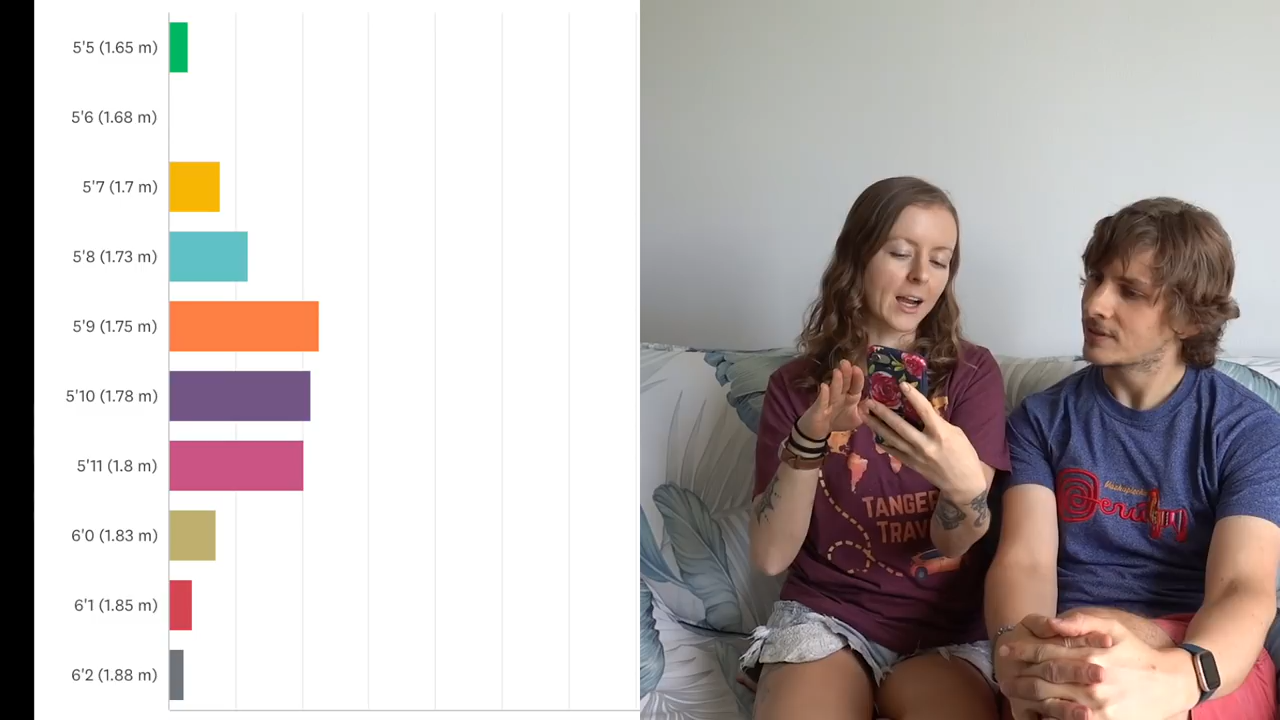 5'5 (1.65 m)
5'6 (1.68 m)
5'7 (1.7 m)
5'8 (1.73 m)
5'9 (1.75 m)
5'10 (1.78 m)
5'11 (1.8 m)
6'0 (1.83 m)
6'1 (1.85 m)
6'2 (1.88 m)
TANGER
TRAV
Machupicchu
Peru